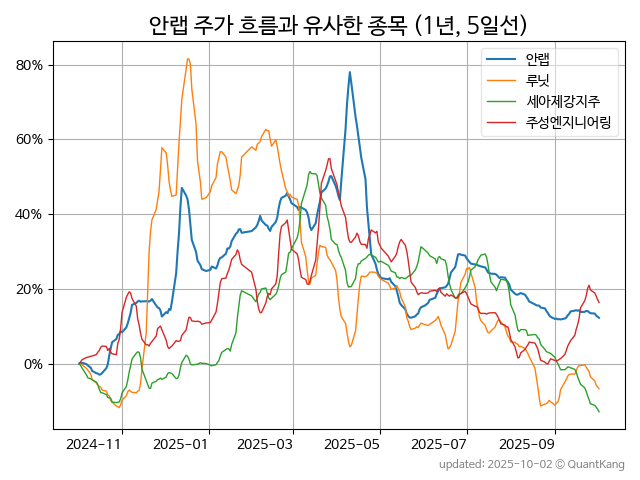 안랩 주가 흐름과 유사한 종목 (1년, 5일선)
안랩
루닛
세아제강지주
주성엔지니어링
80%
60%
40%
20%
0%
2024-11 2025-01 2025-03 2025-05 2025-07 2025-09
updated: 2025-10-02 © QuantKang